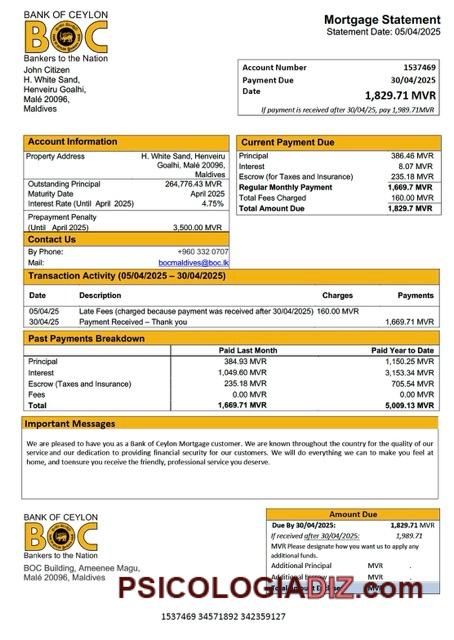 BANK OF CEYLON
BOC
Bankers to the Nation
John Citizen
H. White Sand,
Henveiru Goalhi,
Malé 20096,
Maldives
Mortgage Statement
Statement Date: 05/04/2025
Account Number 1537469
Payment Due Date 30/04/2025
1,829.71 MVR
If payment is received after 30/04/25, pay 1,989.71MVR
Account Information
Property Address H. White Sand, Henveiru
Goalhi, Malé 20096,
Maldives
Outstanding Principal 264,776.43 MVR
Maturity Date April 2025
Interest Rate (Until April 2025) 4.75%
Prepayment Penalty
(Until April 2025) 3,500.00 MVR
Contact Us
By Phone: +960 332 0707
Mail: bocmaldives@boc.lk
Current Payment Due
Principal 386.46 MVR
Interest 8.07 MVR
Escrow (for Taxes and Insurance) 235.18 MVR
Regular Monthly Payment 1,669.7 MVR
Total Fees Charged 160.00 MVR
Total Amount Due 1,829.7 MVR
Transaction Activity (05/04/2025 – 30/04/2025)
Date Description Charges Payments
05/04/25 Late Fees (charged because payment was received after 30/04/2025) 160.00 MVR
30/04/25 Payment Received – Thank you 1,669.71 MVR
Past Payments Breakdown
Paid Last Month Paid Year to Date
Principal 384.93 MVR 1,150.25 MVR
Interest 1,049.60 MVR 3,153.34 MVR
Escrow (Taxes and Insurance) 235.18 MVR 705.54 MVR
Fees 0.00 MVR 0.00 MVR
Total 1,669.71 MVR 5,009.13 MVR
Important Messages
We are pleased to have you as a Bank of Ceylon Mortgage customer. We are known throughout the country for the quality of our
service and our dedication to providing financial security for our customers. We will do everything we can to make you feel at
home, and toensure you receive the friendly, professional service you deserve.
BANK OF CEYLON
BOC
Bankers to the Nation
BOC Building, Ameenee Magu,
Malé 20096, Maldives
Amount Due
Due By 30/04/2025: 1,829.71 MVR
If received after 30/04/2025: 1,989.71
MVR Please designate how you want us to apply any
additional funds.
Additional Principal MVR .
Additional Escrow MVR .
Total Amount MVR .
PSICOLOGIADIZ.com
1537469 34571892 342359127